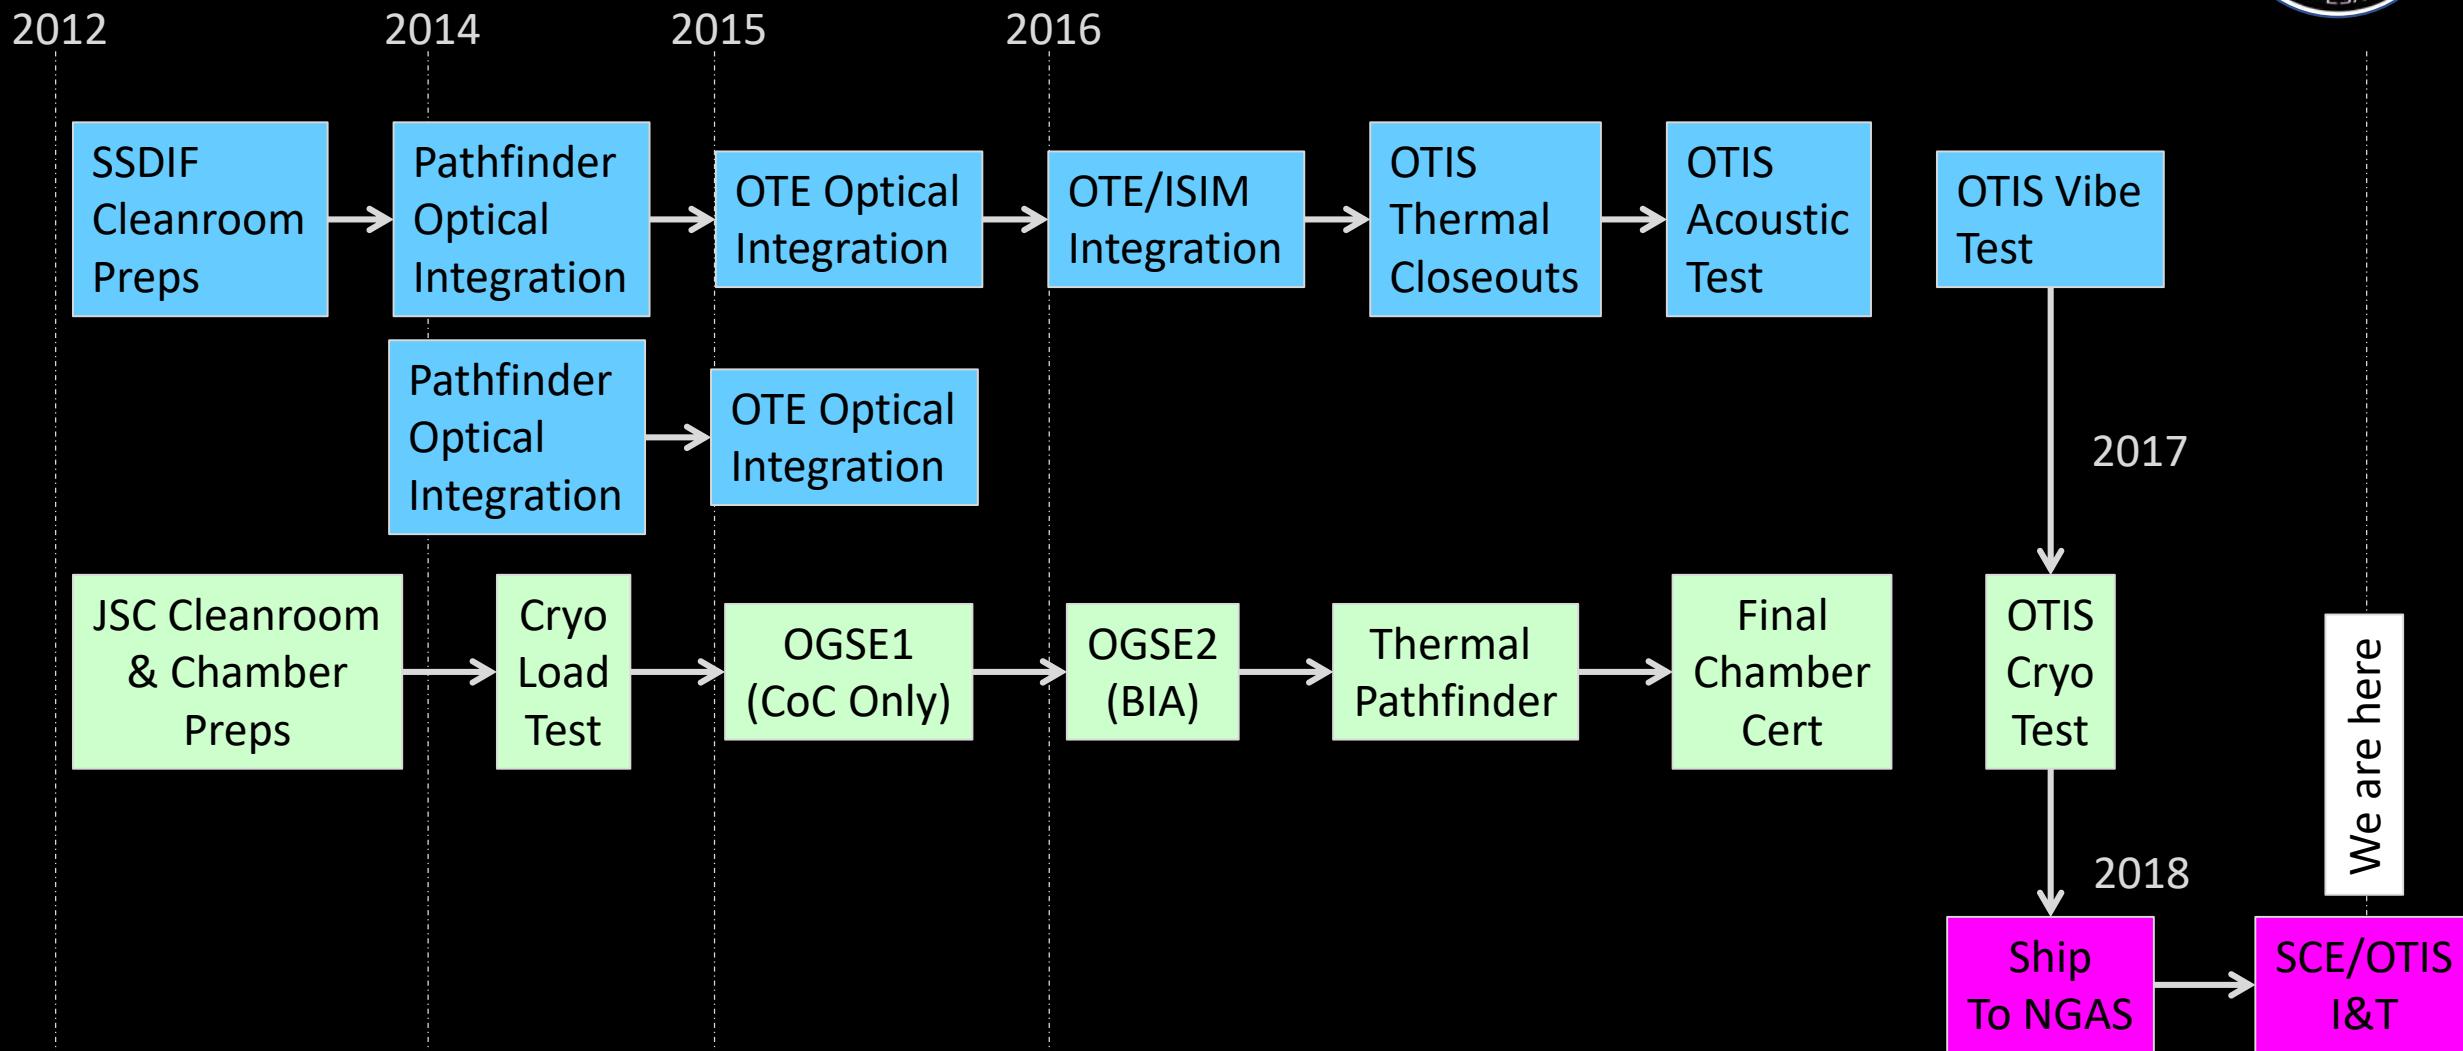 2012
2014
2015
2016
SSDIF
Cleanroom
Preps
Pathfinder
Optical
Integration
OTE Optical
Integration
OTE/ISIM
Integration
OTIS
Thermal
Closeouts
OTIS
Acoustic
Test
OTIS Vibe
Test
Pathfinder
Optical
Integration
OTE Optical
Integration
2017
JSC Cleanroom
& Chamber
Preps
Cryo
Load
Test
OGSE1
(CoC Only)
OGSE2
(BIA)
Thermal
Pathfinder
Final
Chamber
Cert
OTIS
Cryo
Test
We are here
2018
Ship
To NGAS
SCE/OTIS
I&T